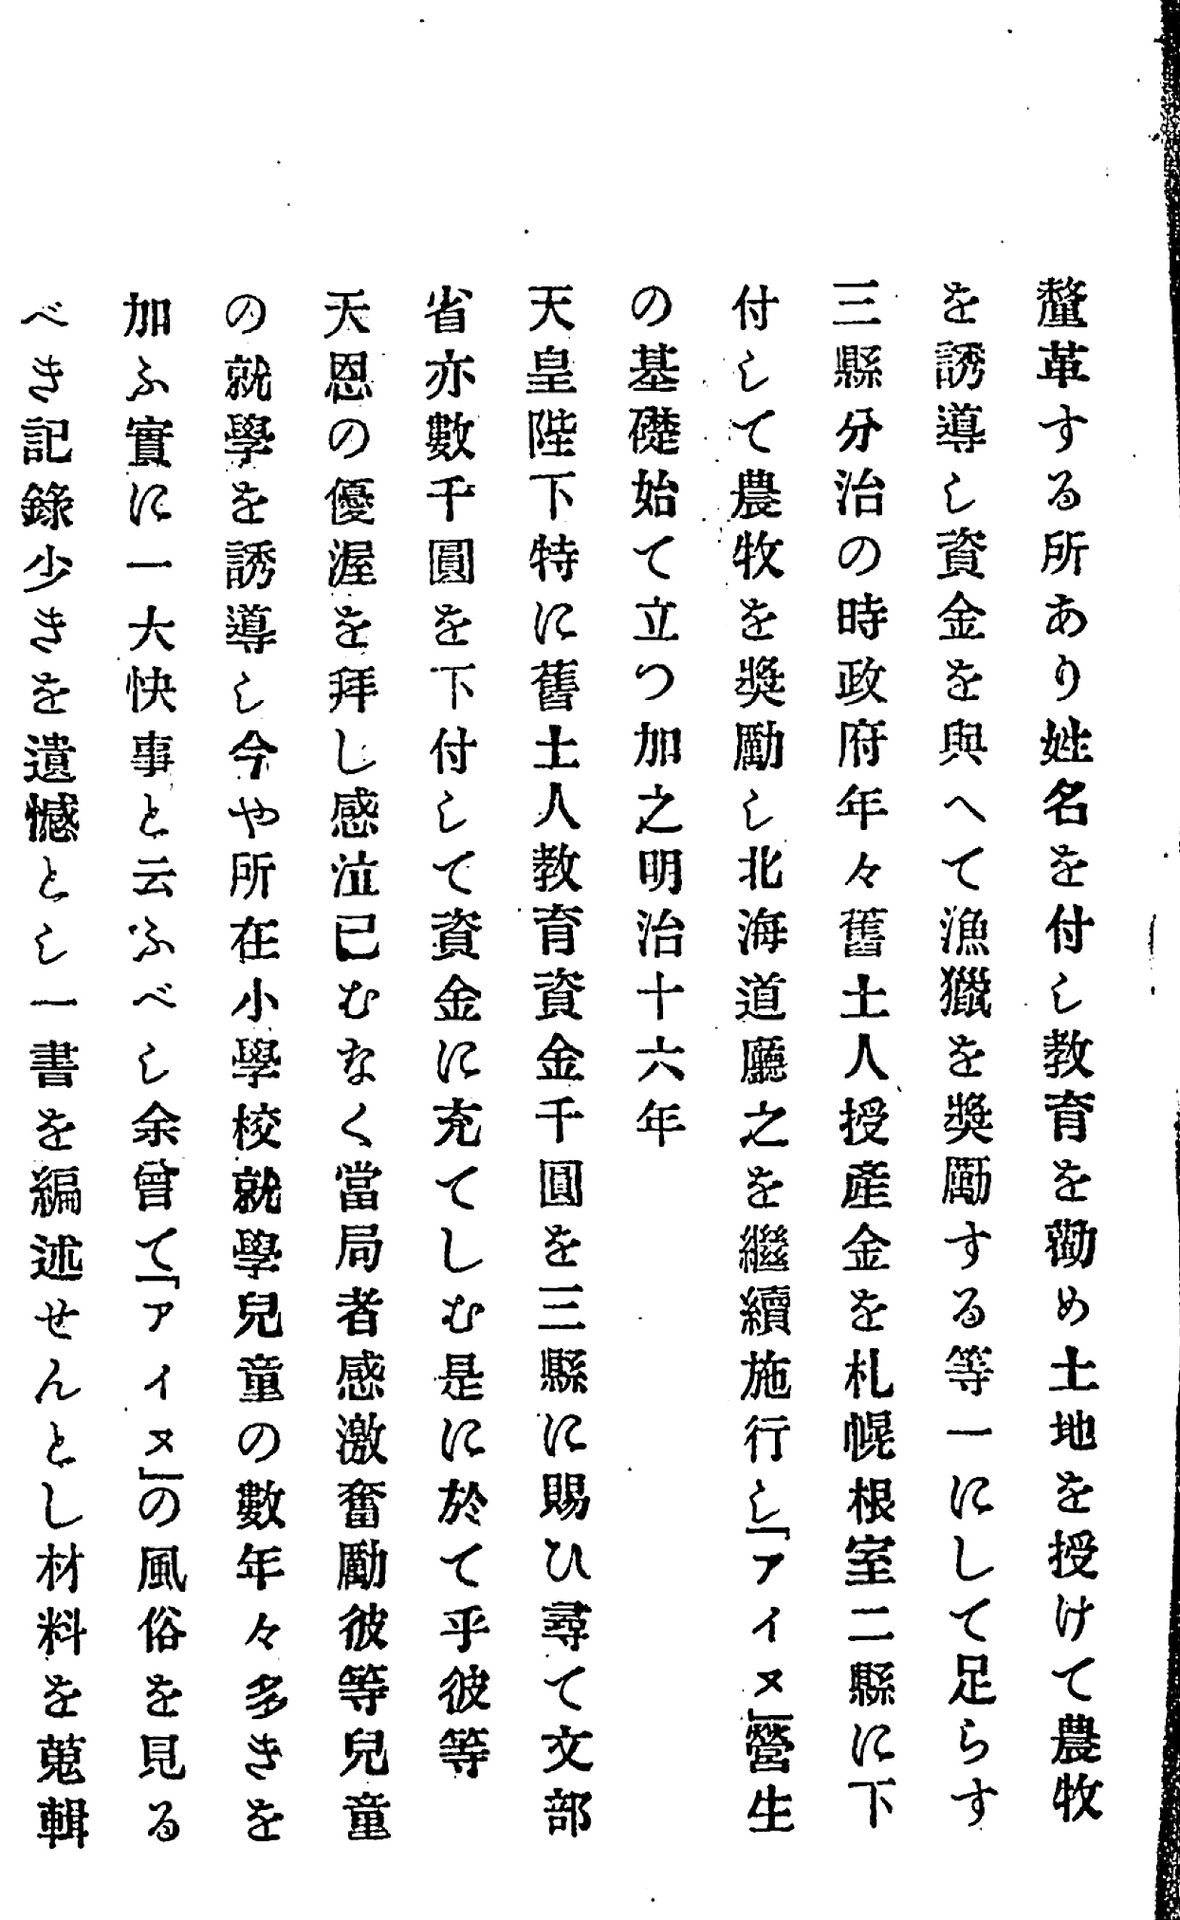 釐革する所あり姓名を付し教育を勸め土地を授けて農牧
を誘導し資金を與へて漁獵を奬勵する等一にして足らす
三縣分治の時政府年々舊土人授產金を札幌根室二縣に下
付して農牧を奬勵し北海道廳之を繼續施行し「アイヌ」營生
の基礎始て立つ加之明治十六年
天皇陛下特に舊土人教育資金千圓を三縣に賜ひ尋て文部
省亦數千圓を下付して資金に充てしむ是に於て乎彼等
天恩の優渥を拜し感泣已むなく當局者感激奮勵彼等兒童
の就學を誘導し今や所在小學校就學兒童の數年々多きを
加ふ實に一大快事と云ふべし余曾て「アイヌ」の風俗を見る
べき記錄少きを遺憾とし一書を編述せんとし材料を蒐輯